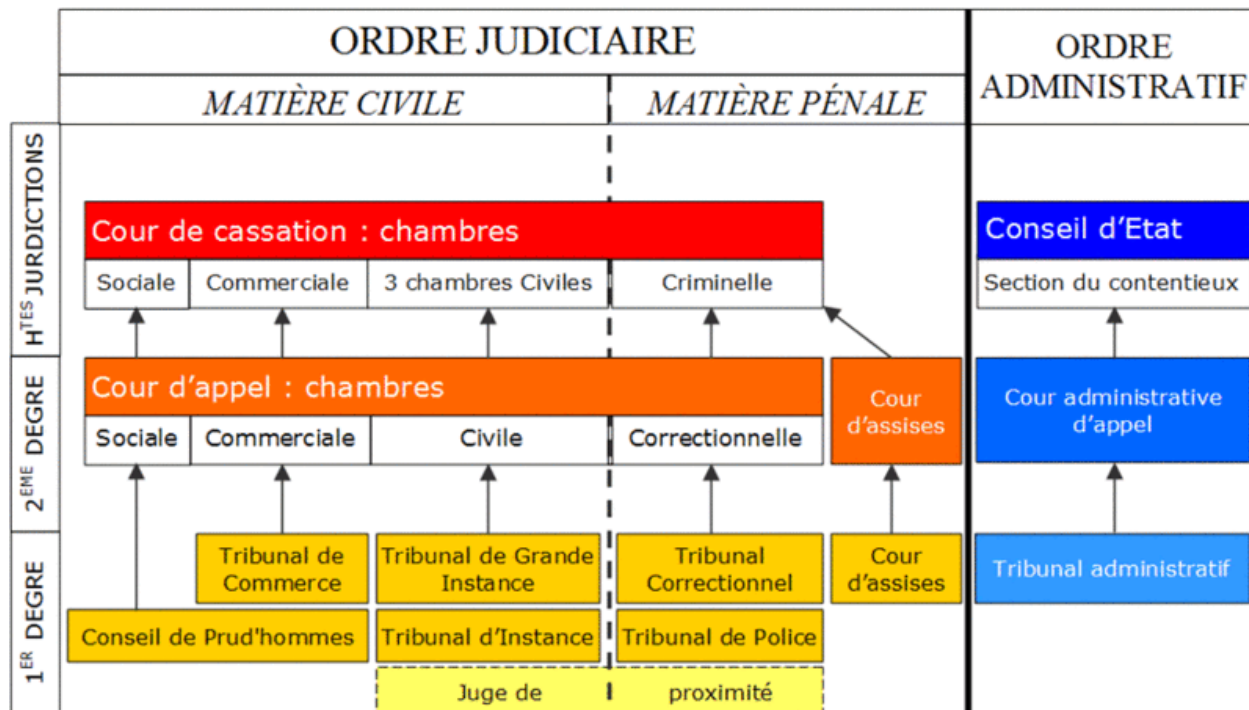 ORDRE JUDICIAIRE
ORDRE
ADMINISTRATIF
MATIÈRE CIVILE
MATIÈRE PÉNALE
HTES JURDICTIONS
Cour de cassation : chambres
Conseil d'Etat
Sociale
Commerciale
3 chambres Civiles
Criminelle
Section du contentieux
2EME DEGRE
Cour d'appel : chambres
Cour
d'assises
Cour administrative
d'appel
Sociale
Commerciale
Civile
Correctionnelle
1ER DEGRE
Tribunal de
Commerce
Tribunal de Grande
Instance
Tribunal
Correctionnel
Cour
d'assises
Tribunal administratif
Conseil de Prud'hommes
Tribunal d'Instance
Tribunal de Police
Juge de proximité